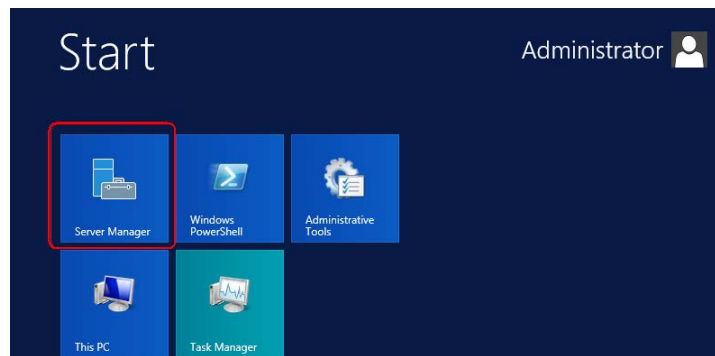 Start
Administrator
Server Manager
Windows
PowerShell
Administrative
Tools
This PC
Task Manager